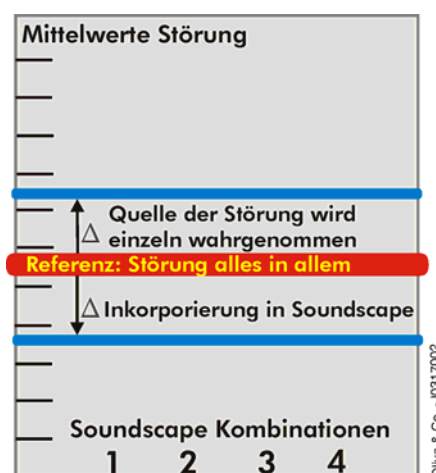 Mittelwerte Störung
Δ Quelle der Störung wird
einzeln wahrgenommen
Referenz: Störung alles in allem
Δ Inkorporierung in Soundscape
Soundscape Kombinationen
1 2 3 4
& Co.